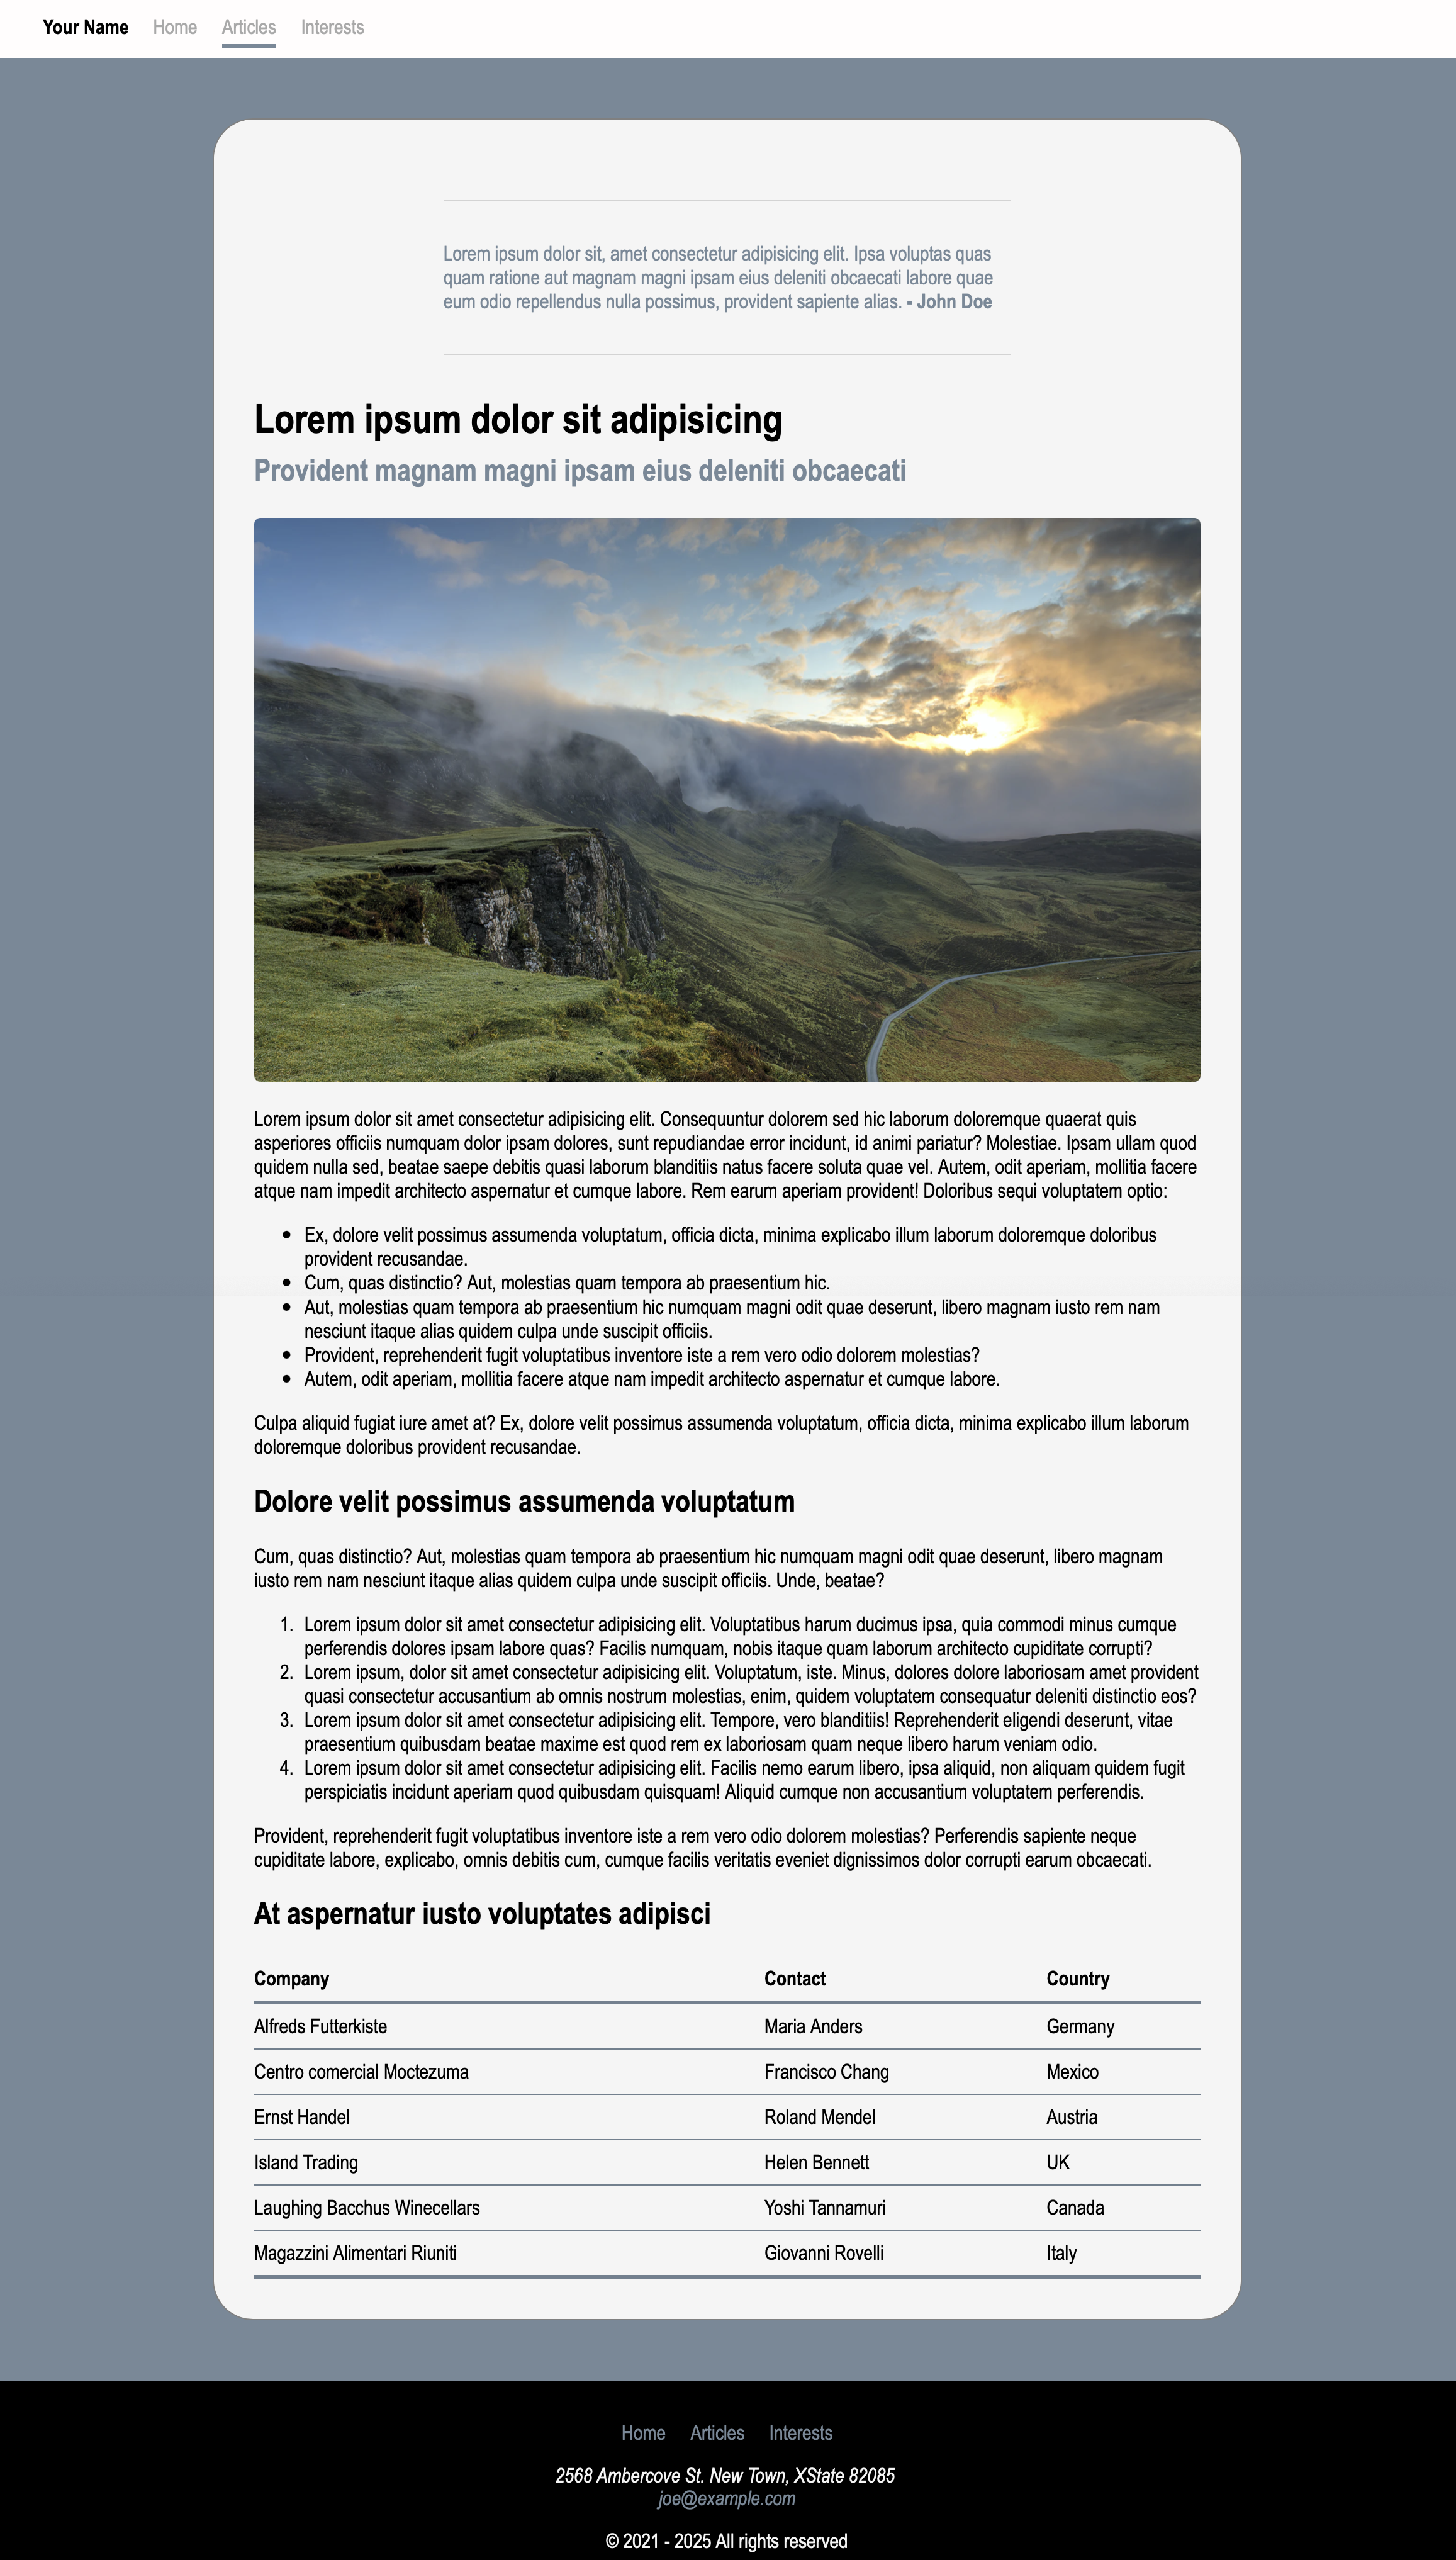 Your Name Home Articles Interests
Lorem ipsum dolor sit, amet consectetur adipisicing elit. Ipsa voluptas quas
quam ratione aut magnam magni ipsam eius deleniti obcaecati labore quae
eum odio repellendus nulla possimus, provident sapiente alias. - John Doe
Lorem ipsum dolor sit adipisicing
Provident magnam magni ipsam eius deleniti obcaecati
Lorem ipsum dolor sit amet consectetur adipisicing elit. Consequuntur dolorem sed hic laborum doloremque quaerat quis
asperiores officiis numquam dolor ipsam dolores, sunt repudiandae error incidunt, id animi pariatur? Molestiae. Ipsam ullam quod
quidem nulla sed, beatae saepe debitis quasi laborum blanditiis natus facere soluta quae vel. Autem, odit aperiam, mollitia facere
atque nam impedit architecto aspernatur et cumque labore. Rem earum aperiam provident! Doloribus sequi voluptatem optio:
• Ex, dolore velit possimus assumenda voluptatum, officia dicta, minima explicabo illum laborum doloremque doloribus
provident recusandae.
• Cum, quas distinctio? Aut, molestias quam tempora ab praesentium hic.
• Aut, molestias quam tempora ab praesentium hic numquam magni odit quae deserunt, libero magnam iusto rem nam
nesciunt itaque alias quidem culpa unde suscipit officiis.
• Provident, reprehenderit fugit voluptatibus inventore iste a rem vero odio dolorem molestias?
• Autem, odit aperiam, mollitia facere atque nam impedit architecto aspernatur et cumque labore.
Culpa aliquid fugiat iure amet at? Ex, dolore velit possimus assumenda voluptatum, officia dicta, minima explicabo illum laborum
doloremque doloribus provident recusandae.
Dolore velit possimus assumenda voluptatum
Cum, quas distinctio? Aut, molestias quam tempora ab praesentium hic numquam magni odit quae deserunt, libero magnam
iusto rem nam nesciunt itaque alias quidem culpa unde suscipit officiis. Unde, beatae?
1. Lorem ipsum dolor sit amet consectetur adipisicing elit. Voluptatibus harum ducimus ipsa, quia commodi minus cumque
perferendis dolores ipsam labore quas? Facilis numquam, nobis itaque quam laborum architecto cupiditate corrupti?
2. Lorem ipsum, dolor sit amet consectetur adipisicing elit. Voluptatum, iste. Minus, dolores dolore laboriosam amet provident
quasi consectetur accusantium ab omnis nostrum molestias, enim, quidem voluptatem consequatur deleniti distinctio eos?
3. Lorem ipsum dolor sit amet consectetur adipisicing elit. Tempore, vero blanditiis! Reprehenderit eligendi deserunt, vitae
praesentium quibusdam beatae maxime est quod rem ex laboriosam quam neque libero harum veniam odio.
4. Lorem ipsum dolor sit amet consectetur adipisicing elit. Facilis nemo earum libero, ipsa aliquid, non aliquam quidem fugit
perspiciatis incidunt aperiam quod quibusdam quisquam! Aliquid cumque non accusantium voluptatem perferendis.
Provident, reprehenderit fugit voluptatibus inventore iste a rem vero odio dolorem molestias? Perferendis sapiente neque
cupiditate labore, explicabo, omnis debitis cum, cumque facilis veritatis eveniet dignissimos dolor corrupti earum obcaecati.
At aspernatur iusto voluptates adipisci
Company Contact Country
Alfreds Futterkiste Maria Anders Germany
Centro comercial Moctezuma Francisco Chang Mexico
Ernst Handel Roland Mendel Austria
Island Trading Helen Bennett UK
Laughing Bacchus Winecellars Yoshi Tannamuri Canada
Magazzini Alimentari Riuniti Giovanni Rovelli Italy
Home Articles Interests
2568 Ambercove St. New Town, XState 82085
joe@example.com
© 2021 - 2025 All rights reserved